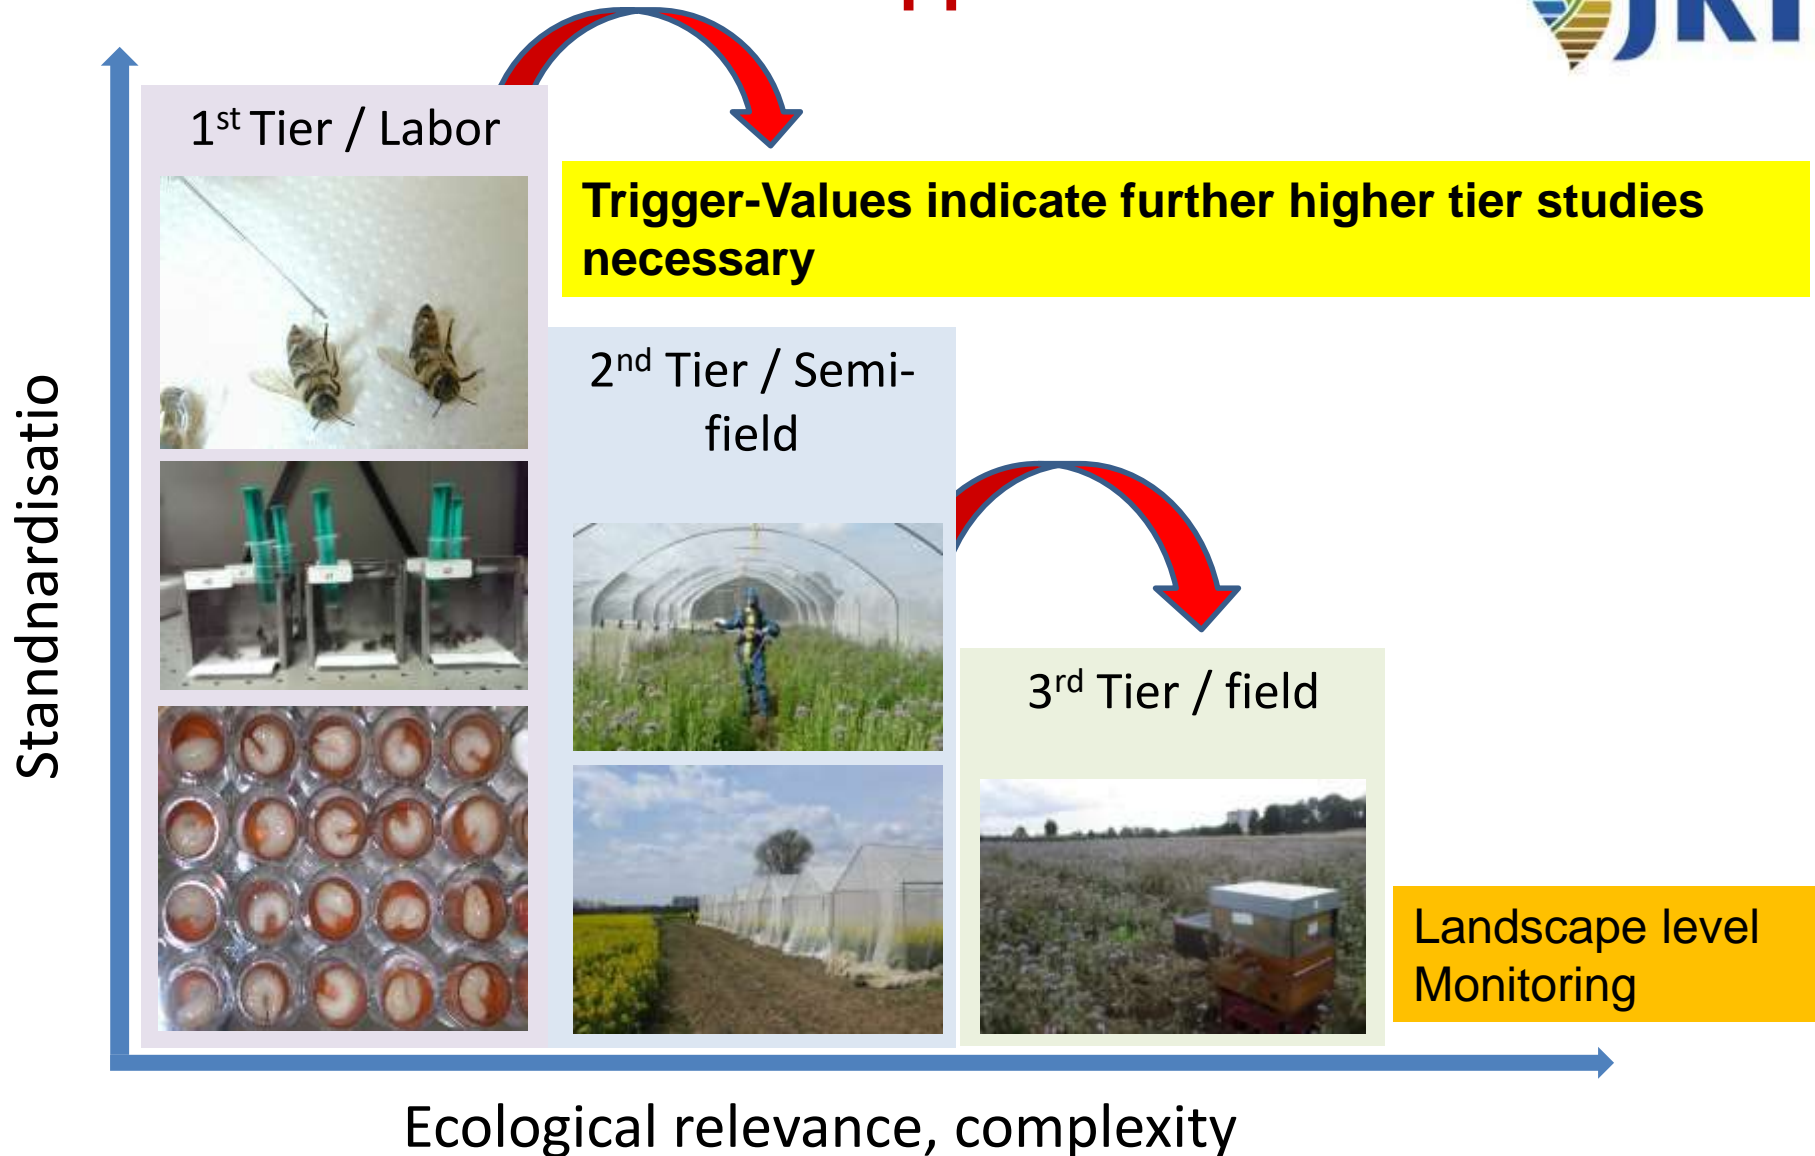 JKI
1st Tier / Labor
Trigger-Values indicate further higher tier studies
necessary
2nd Tier / Semi-
field
3rd Tier / field
Landscape level
Monitoring
Standnardisatio
Ecological relevance, complexity